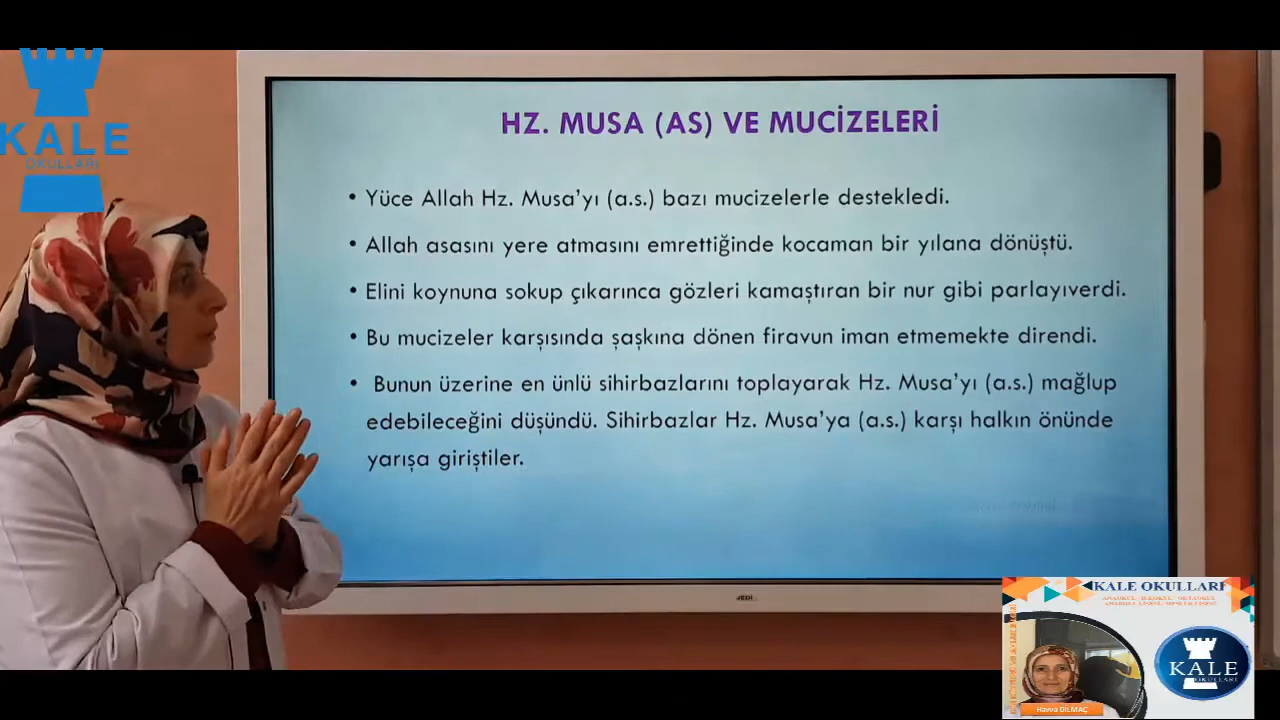 KALE
OKULLARI
HZ. MUSA (AS) VE MUCİZELERİ
• Yüce Allah Hz. Musa'yı (a.s.) bazı mucizelerle destekledi.
• Allah asasını yere atmasını emrettiğinde kocaman bir yılana dönüştü.
• Elini koynuna sokup çıkarınca gözleri kamaştıran bir nur gibi parlayıverdi.
• Bu mucizeler karşısında şaşkına dönen firavun iman etmemekte direndi.
• Bunun üzerine en ünlü sihirbazlarını toplayarak Hz. Musa'yı (a.s.) mağlup
edebileceğini düşündü. Sihirbazlar Hz. Musa'ya (a.s.) karşı halkın önünde
yarışa giriştiler.
JEDI
KALE OKULLARI
KALE
OKULLARI
Havva DILMAÇ